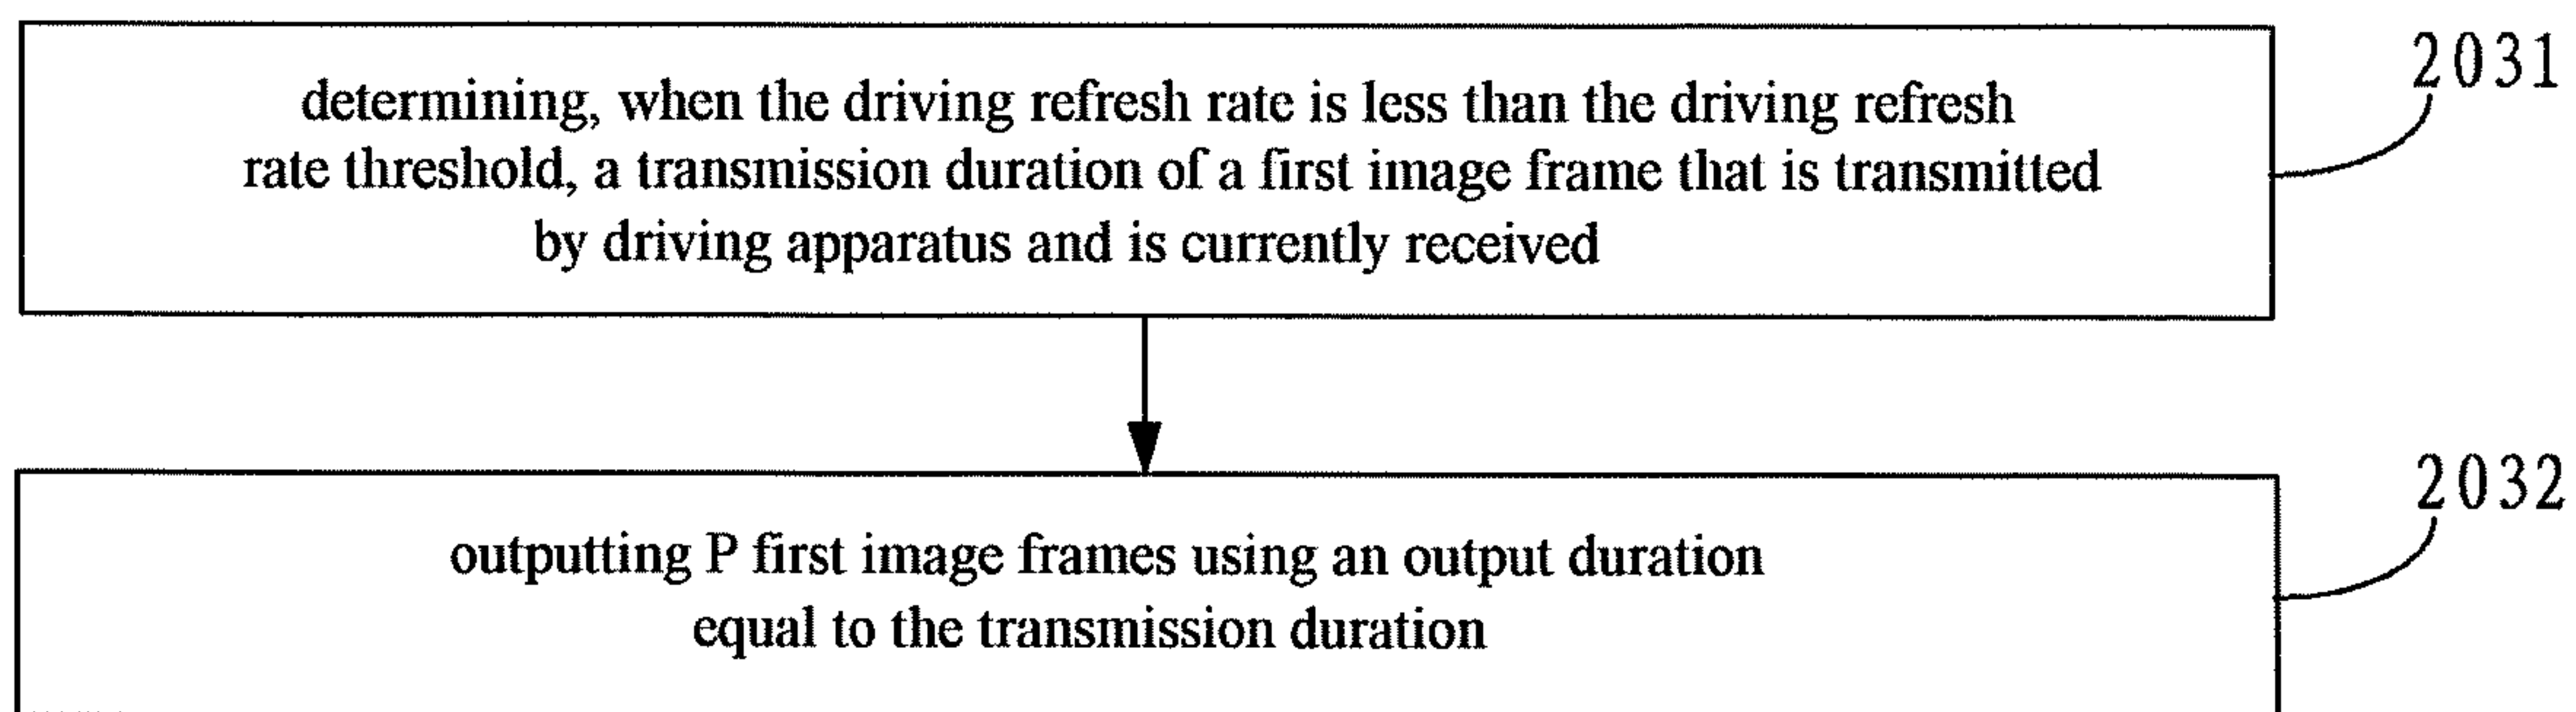 determining, when the driving refresh rate is less than the driving refresh
rate threshold, a transmission duration of a first image frame that is transmitted
by driving apparatus and is currently received
2031
outputting P first image frames using an output duration
equal to the transmission duration
2032